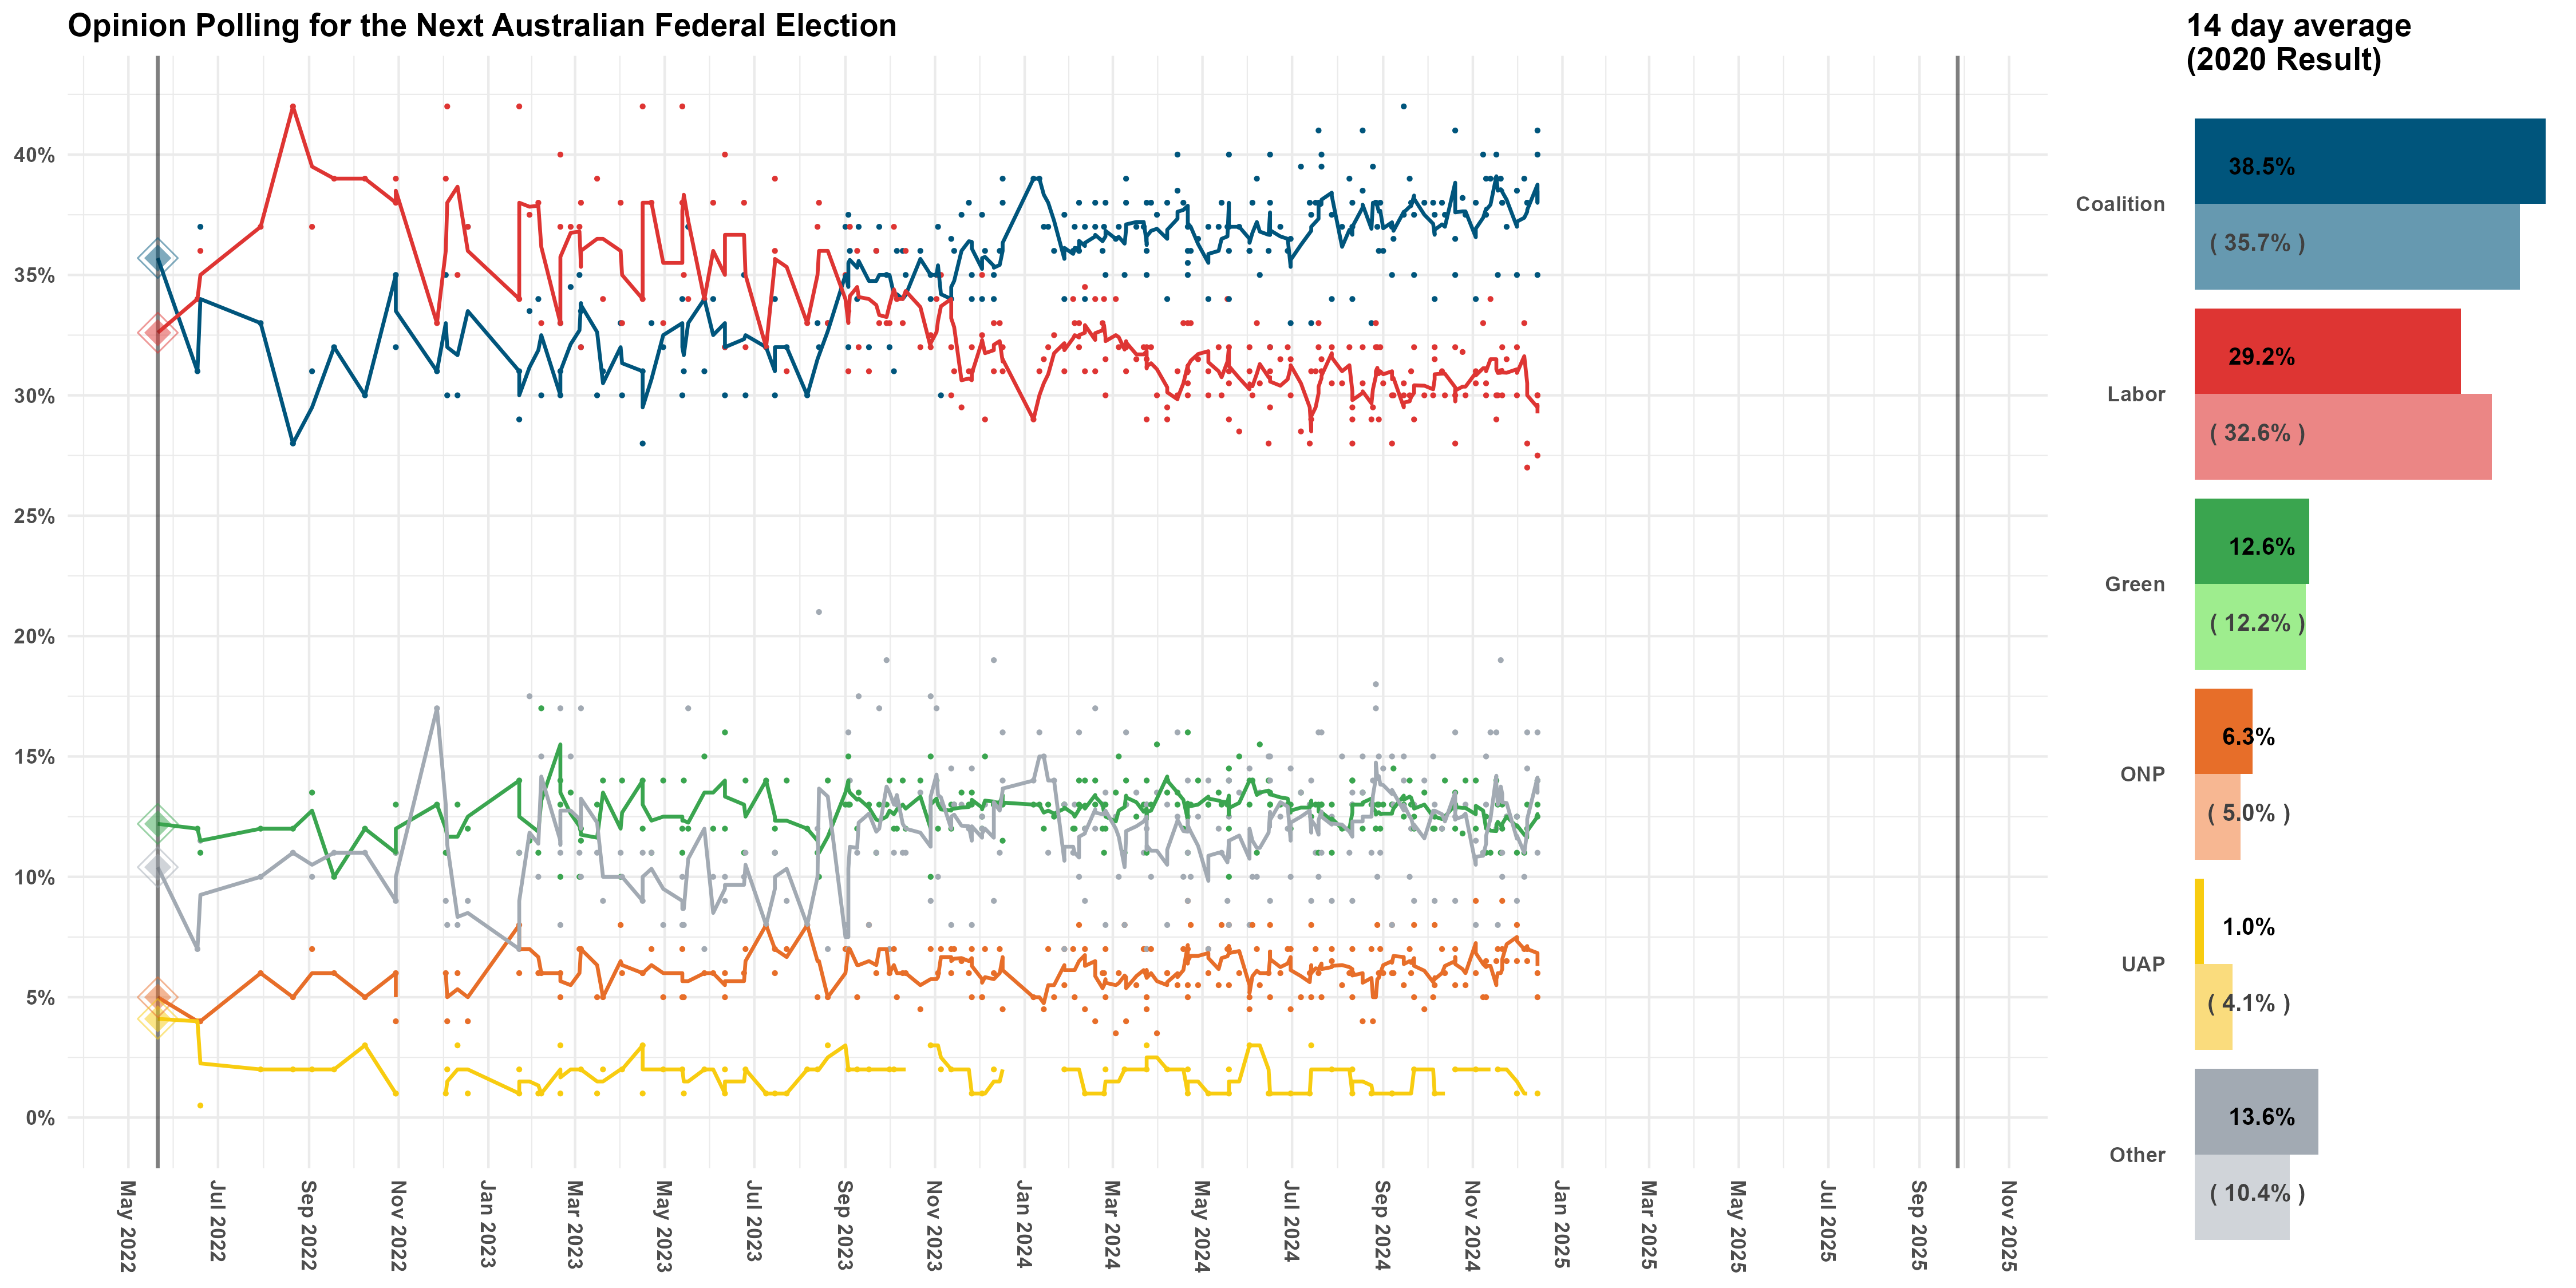 Opinion Polling for the Next Australian Federal Election
14 day average
(2020 Result)
40%
35%
30%
25%
20%
15%
10%
5%
0%
May 2022
Jul 2022
Sep 2022
Nov 2022
Jan 2023
Mar 2023
May 2023
Jul 2023
Sep 2023
Nov 2023
Jan 2024
Mar 2024
May 2024
Jul 2024
Sep 2024
Nov 2024
Jan 2025
Mar 2025
May 2025
Jul 2025
Sep 2025
Nov 2025
Coalition
38.5%
( 35.7% )
Labor
29.2%
( 32.6% )
Green
12.6%
( 12.2% )
ONP
6.3%
( 5.0% )
UAP
1.0%
( 4.1% )
Other
13.6%
( 10.4% )